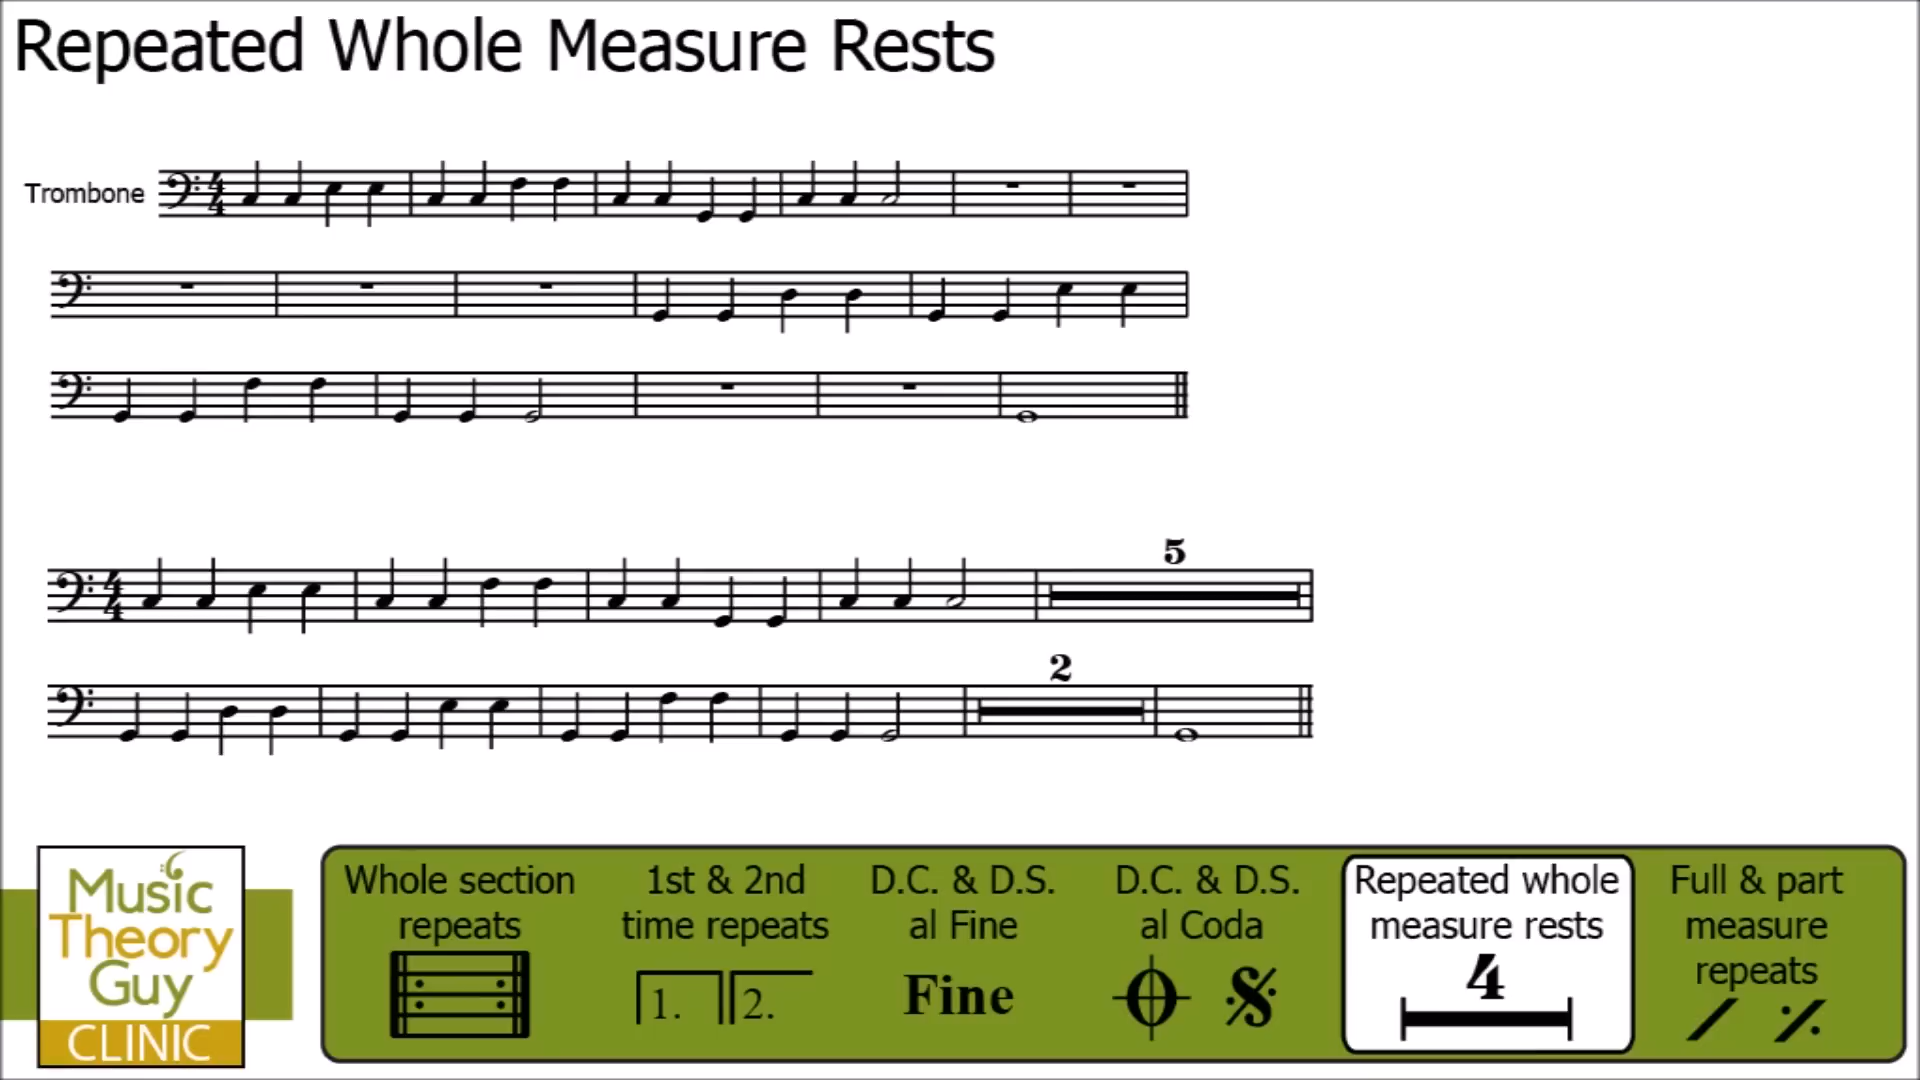 Repeated Whole Measure Rests
Trombone
4
4
5
4
4
2
Music
Theory
Guy
CLINIC
Whole section
repeats
1st & 2nd
time repeats
1. 2.
D.C. & D.S.
al Fine
Fine
D.C. & D.S.
al Coda
Repeated whole
measure rests
4
Full & part
measure
repeats